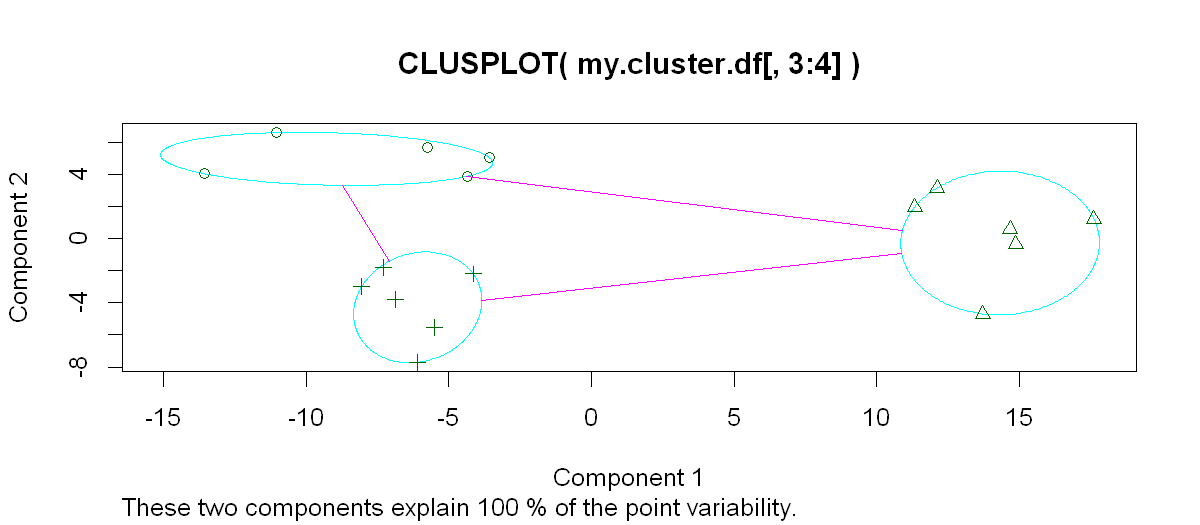 CLUSPLOT( my.cluster.df[, 3:4] )
Component 2
4
0
-4
-8
-15 -10 -5 0 5 10 15
Component 1
These two components explain 100 % of the point variability.